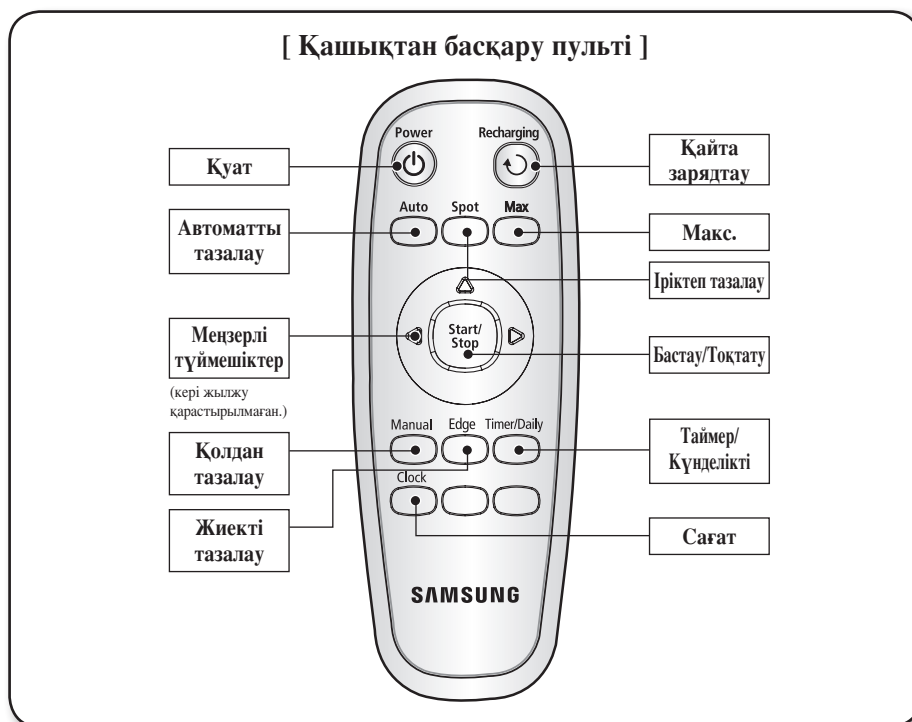 [ Қашықтан басқару пульті ]
Power
Recharging
Қуат
Қайта
зарядтау
Auto
Spot
Max
Автоматты
тазалау
Макс.
Іріктеп тазалау
Меңзерлі
түймешіктер
(кері жылжу
қарастырылмаған.)
Start/
Stop
Бастау/Тоқтату
Manual
Edge
Timer/Daily
Қолдан
тазалау
Таймер/
Күнделікті
Clock
Жиекті
тазалау
Сағат
SAMSUNG